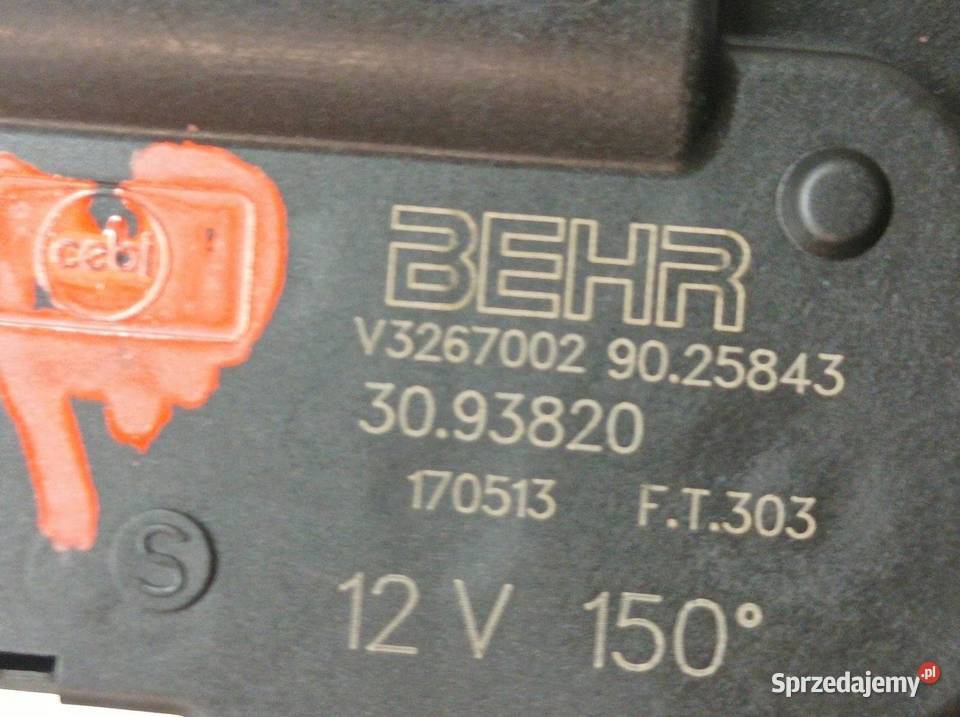 cebi
BEHR
V3267002 90.25843
30.93820
170513 F.T.303
S
12 V 150°
Sprzedajemy.pl